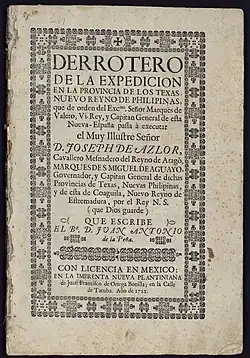 DERROTERO
DE LA EXPEDICION
EN LA PROVINCIA DE LOS TEXAS,
NUEVO REYNO DE PHILIPINAS,
que de orden del Exc.mo Señor Marquès de
Valero, Vi-Rey, y Capitan General de esta
Nueva-España passa à executar
el Muy Illustre Señor
D. JOSEPH DE AZLOR,
Cavallero Mesnadero del Reyno de Aragò,
MARQUES DE S. MIGUEL DE AGUAYO,
Governador, y Capitan General de dichas
Provincias de Texas, Nuevas Philipinas,
y de esta de Coaguila, Nuevo Reyno de
Estremadura, por el Rey N. S.
(que Dios guarde)
QUE ESCRIBE
EL B.r D. JUAN ANTONIO
de la Peña.
CON LICENCIA EN MEXICO:
EN LA IMPRENTA NUEVA PLANTINIANA
de Juan Francisco de Ortega Bonilla, en la Calle
de Tacuba. Año de 1722.